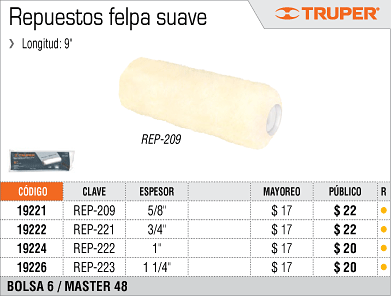 Repuestos felpa suave
TRUPER®
Longitud: 9"
REP-209
CÓDIGO CLAVE ESPESOR MAYOREO PÚBLICO R
19221 REP-209 5/8" $ 17 $ 22
19222 REP-221 3/4" $ 17 $ 22
19224 REP-222 1" $ 17 $ 20
19226 REP-223 1 1/4" $ 17 $ 20
BOLSA 6 / MASTER 48